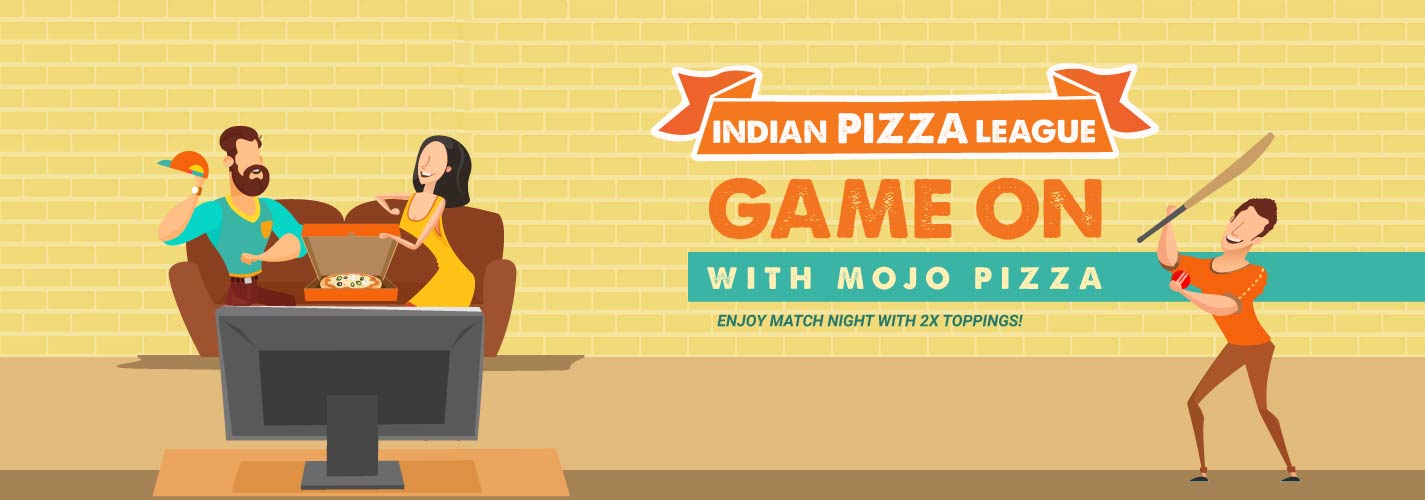 INDIAN PIZZA LEAGUE
GAME ON
WITH MOJO PIZZA
ENJOY MATCH NIGHT WITH 2X TOPPINGS!